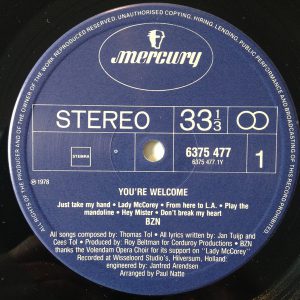 MANUFACTURER AND OF THE OWNER OF THE WORK REPRODUCED RESERVED. UNAUTHORISED COPYING, HIRING, LENDING, PUBLIC PERFORMANCE AND BROADCASTING OF THIS RECORD PROHIBITED. ALL RIGHTS OF THE
mercury
STEREO 33 1/3 ∞
STEMRA 6375 477 1
6375 477.1Y
℗ 1978
YOU'RE WELCOME
Just take my hand • Lady McCorey • From here to L.A. • Play the
mandoline • Hey Mister • Don't break my heart
BZN
All songs composed by: Thomas Tol • All lyrics written by: Jan Tuijp and
Cees Tol • Produced by: Roy Beltman for Corduroy Productions • BZN
thanks the Volendam Opera Choir for its support on "Lady McCorey"
Recorded at Wisseloord Studio's, Hilversum, Holland;
engineered by: Janfred Arendsen
Arranged by Paul Natte